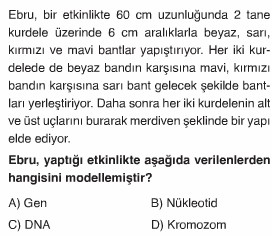 Ebru, bir etkinlikte 60 cm uzunluğunda 2 tane
kurdele üzerinde 6 cm aralıklarla beyaz, sarı,
kırmızı ve mavi bantlar yapıştırıyor. Her iki kur-
delede de beyaz bandın karşısına mavi, kırmızı
bandın karşısına sarı bant gelecek şekilde bant-
ları yerleştiriyor. Daha sonra her iki kurdelenin alt
ve üst uçlarını burarak merdiven şeklinde bir yapı
elde ediyor.
Ebru, yaptığı etkinlikte aşağıda verilenlerden
hangisini modellemiştir?
A) Gen B) Nükleotid
C) DNA D) Kromozom